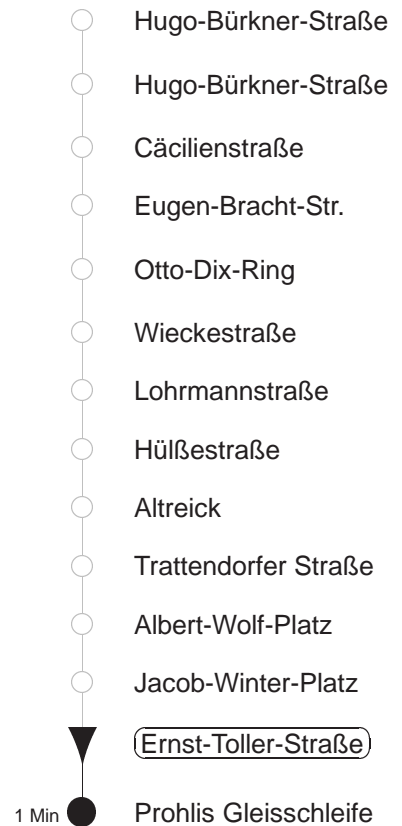 Hugo-Bürkner-Straße
Hugo-Bürkner-Straße
Cäcilienstraße
Eugen-Bracht-Str.
Otto-Dix-Ring
Wieckestraße
Lohrmannstraße
Hülßestraße
Altreick
Trattendorfer Straße
Albert-Wolf-Platz
Jacob-Winter-Platz
Ernst-Toller-Straße
1 Min Prohlis Gleisschleife